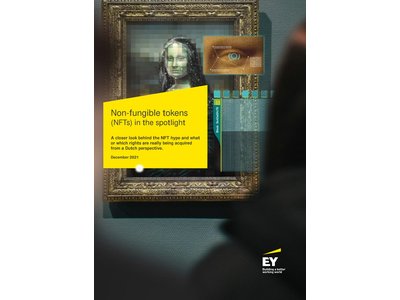 Non-fungible tokens
(NFTs) in the spotlight
A closer look behind the NFT hype and what
or which rights are really being acquired
from a Dutch perspective.
December 2021
EY
Building a better
working world